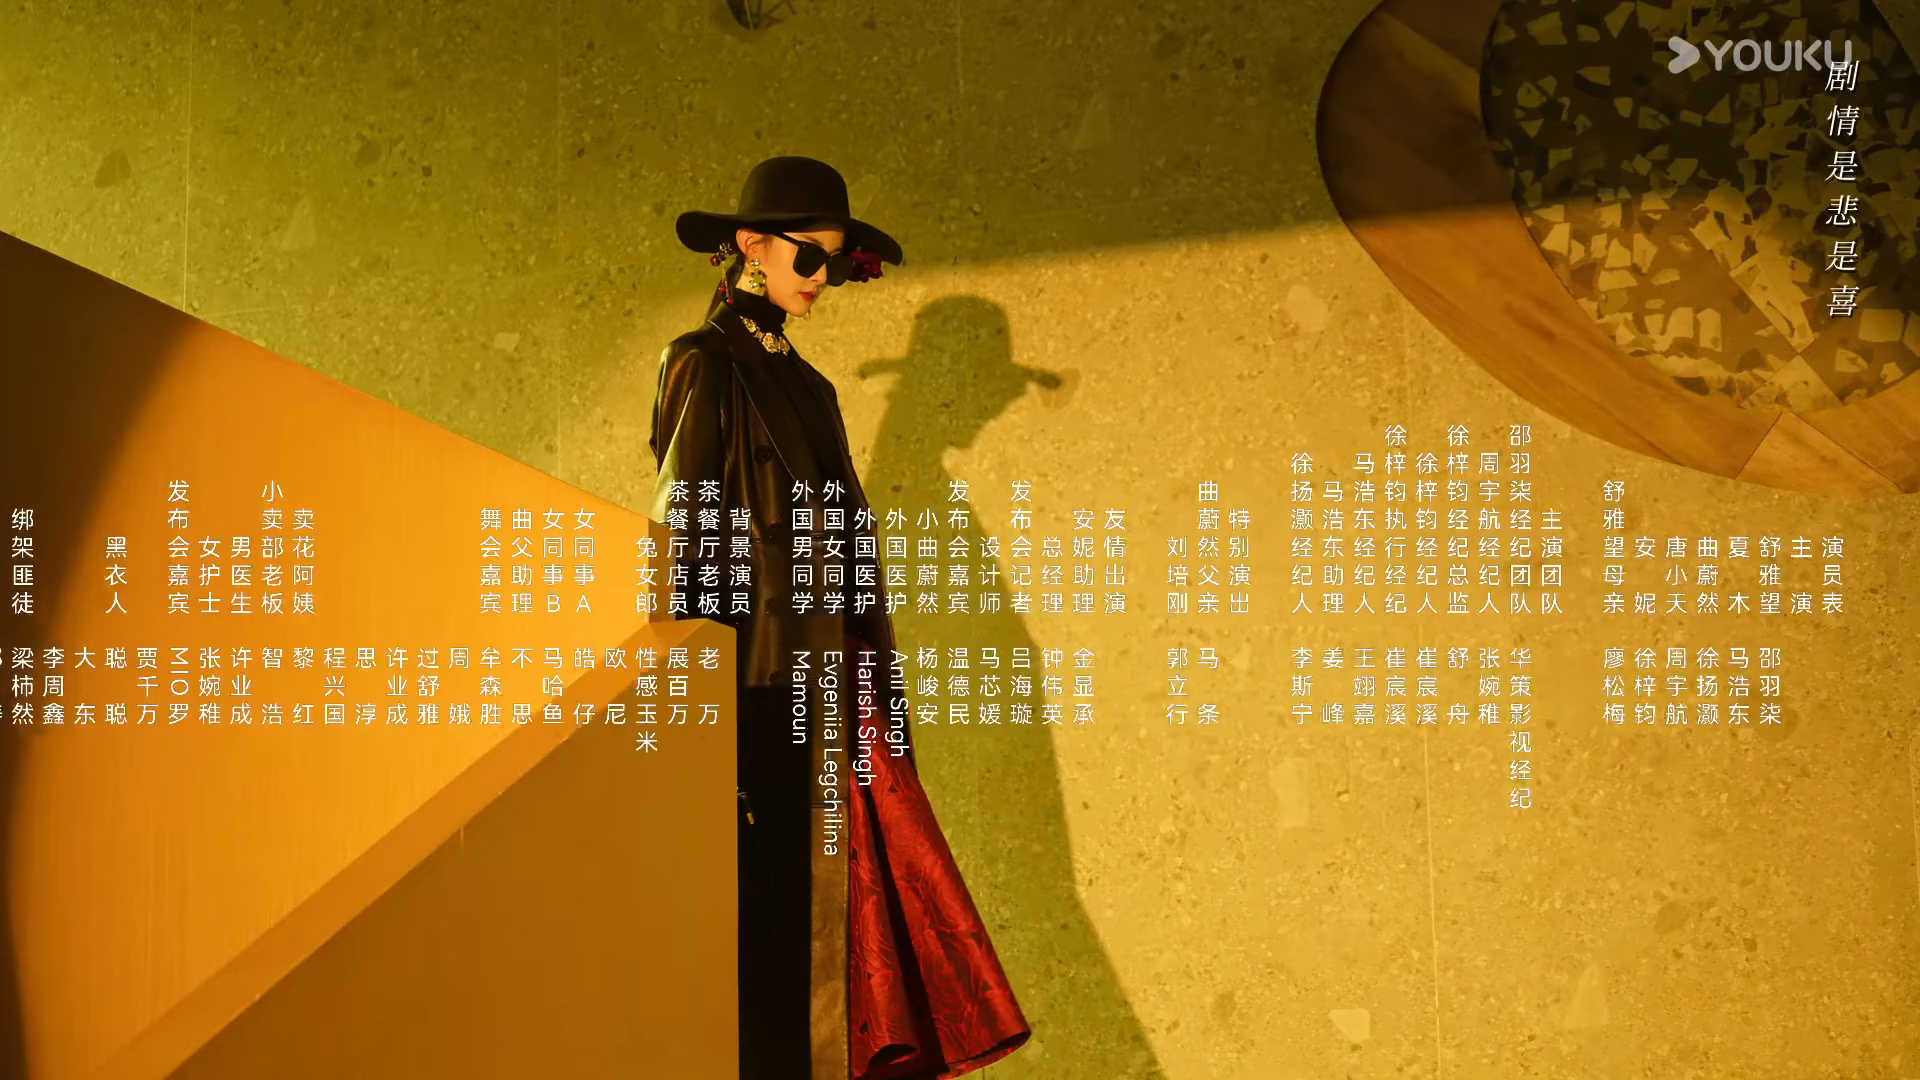 YOUKU
剧情是悲是喜
演员表
主演
舒雅望 邵羽柒
夏木 马浩东
曲蔚然 徐扬灏
唐小天 周宇航
安妮 徐梓钧
舒雅望母亲 廖松梅
主演团队
邵羽柒经纪团队 华策影视经纪
周宇航经纪人 张婉稚
徐梓钧经纪总监 舒舟
徐梓钧经纪人 崔宸溪
徐梓钧执行经纪 崔宸溪
马浩东经纪人 王翊嘉
马浩东助理 姜峰
徐扬灏经纪人 李斯宁
特别演出
曲蔚然父亲 马条
刘培刚 郭立行
友情出演
安妮助理 金显承
总经理 钟伟英
发布会记者 吕海璇
设计师 马芯媛
发布会嘉宾 温德民
小曲蔚然 杨峻安
外国医护 Anil Singh
外国医护 Harish Singh
外国女同学 Evgeniia Legchilina
外国男同学 Mamoun
背景演员
茶餐厅老板 老万
茶餐厅店员 展百万
兔女郎 性感玉米
欧尼
女同事A 皓仔
女同事B 马哈鱼
曲父助理 不思
舞会嘉宾 牟森胜
周娥
过舒雅
许业成
思淳
程兴国
卖花阿姨 黎红
小卖部老板 智浩
男医生 许业成
女护士 张婉稚
发布会嘉宾 MIO罗
贾千万
黑衣人 聪聪
大东
李周鑫
绑架匪徒 梁柿然